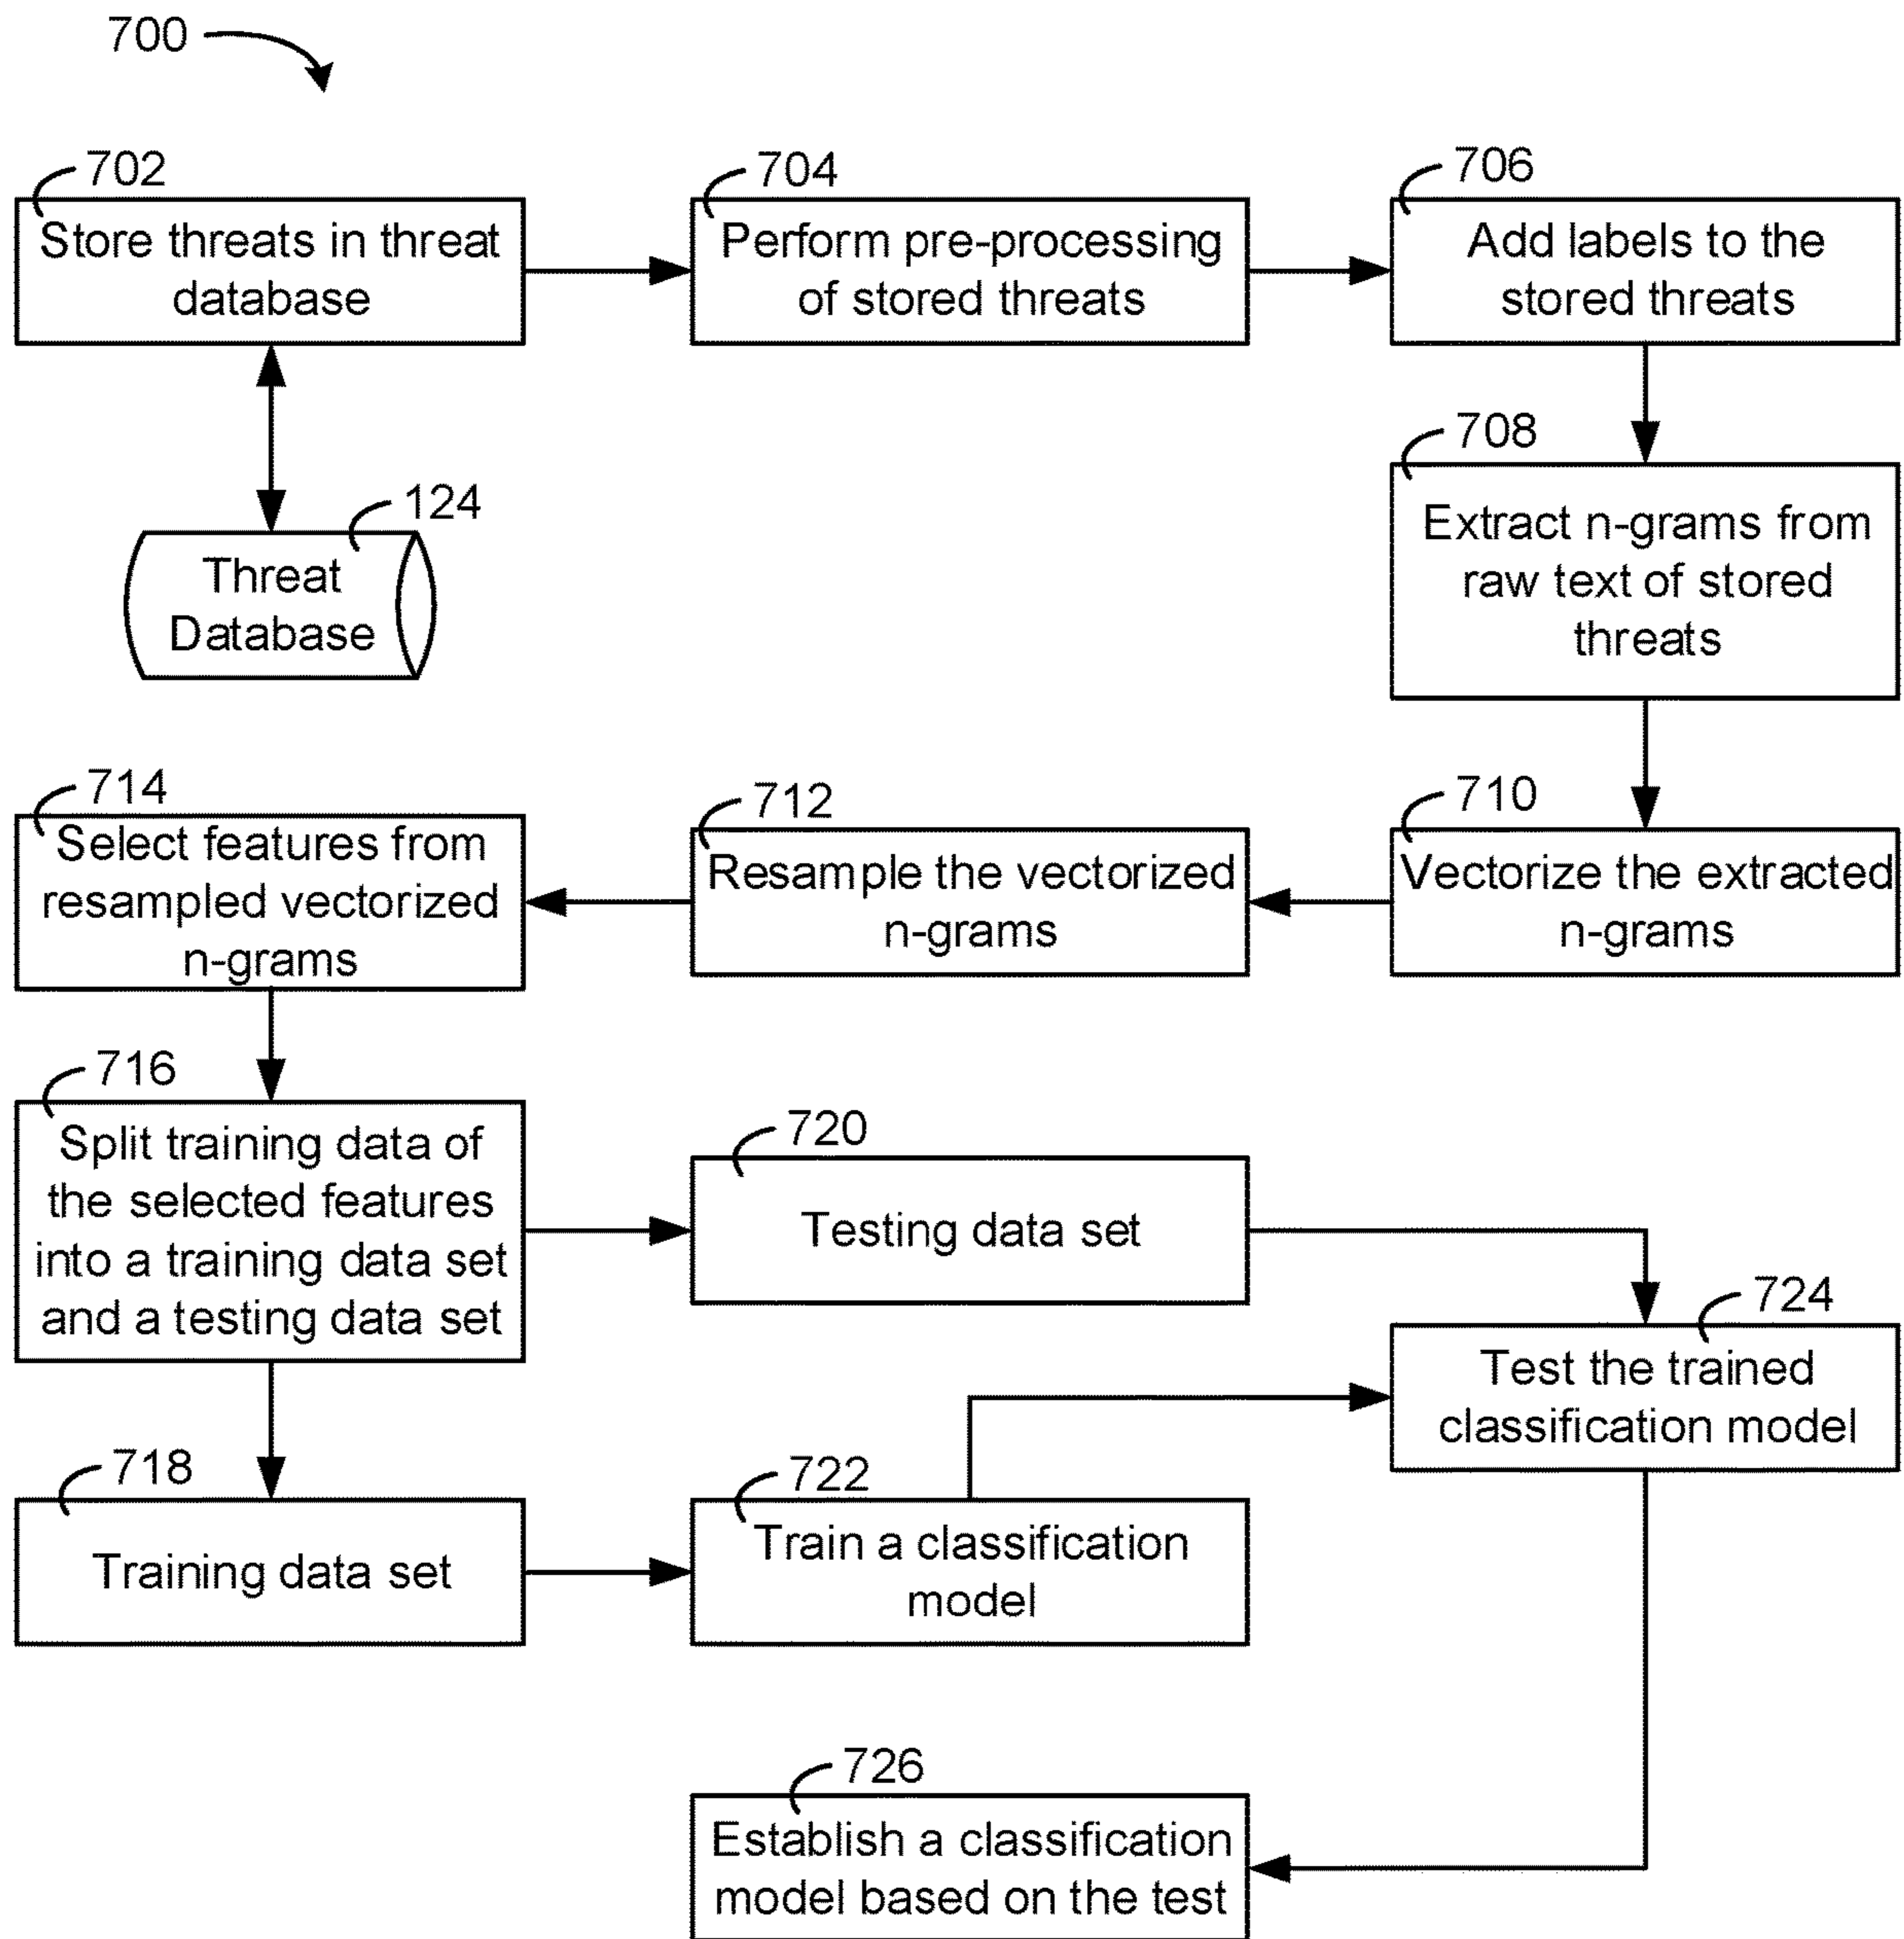 700
702
Store threats in threat
database
704
Perform pre-processing
of stored threats
706
Add labels to the
stored threats
124
Threat
Database
708
Extract n-grams from
raw text of stored
threats
710
Vectorize the extracted
n-grams
712
Resample the vectorized
n-grams
714
Select features from
resampled vectorized
n-grams
716
Split training data of
the selected features
into a training data set
and a testing data set
720
Testing data set
718
Training data set
722
Train a classification
model
724
Test the trained
classification model
726
Establish a classification
model based on the test